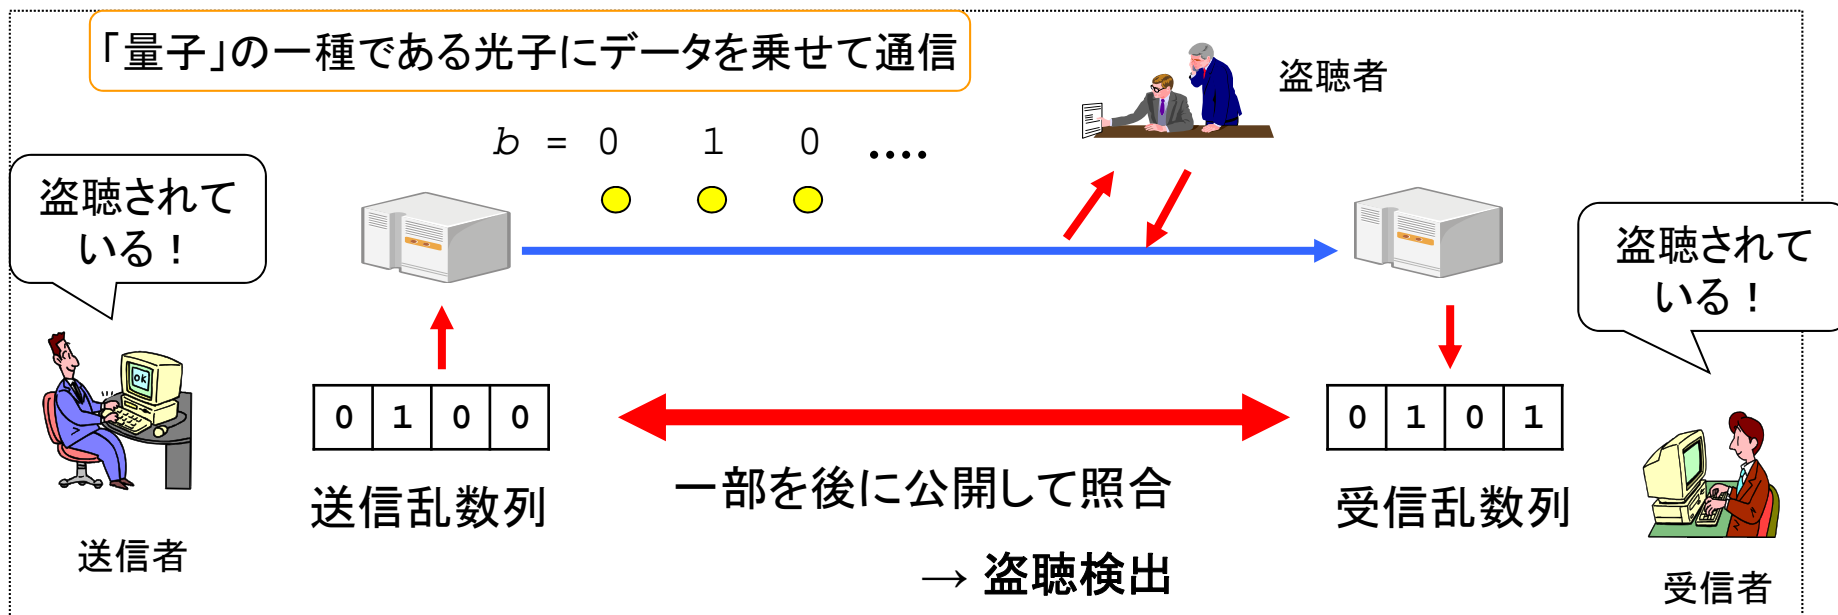 「量子」の一種である光子にデータを乗せて通信
盗聴者
b = 0 1 0 ....
盗聴されて
いる！
盗聴されて
いる！
OK
0 1 0 0
0 1 0 1
一部を後に公開して照合
送信乱数列
受信乱数列
送信者
→ 盗聴検出
受信者